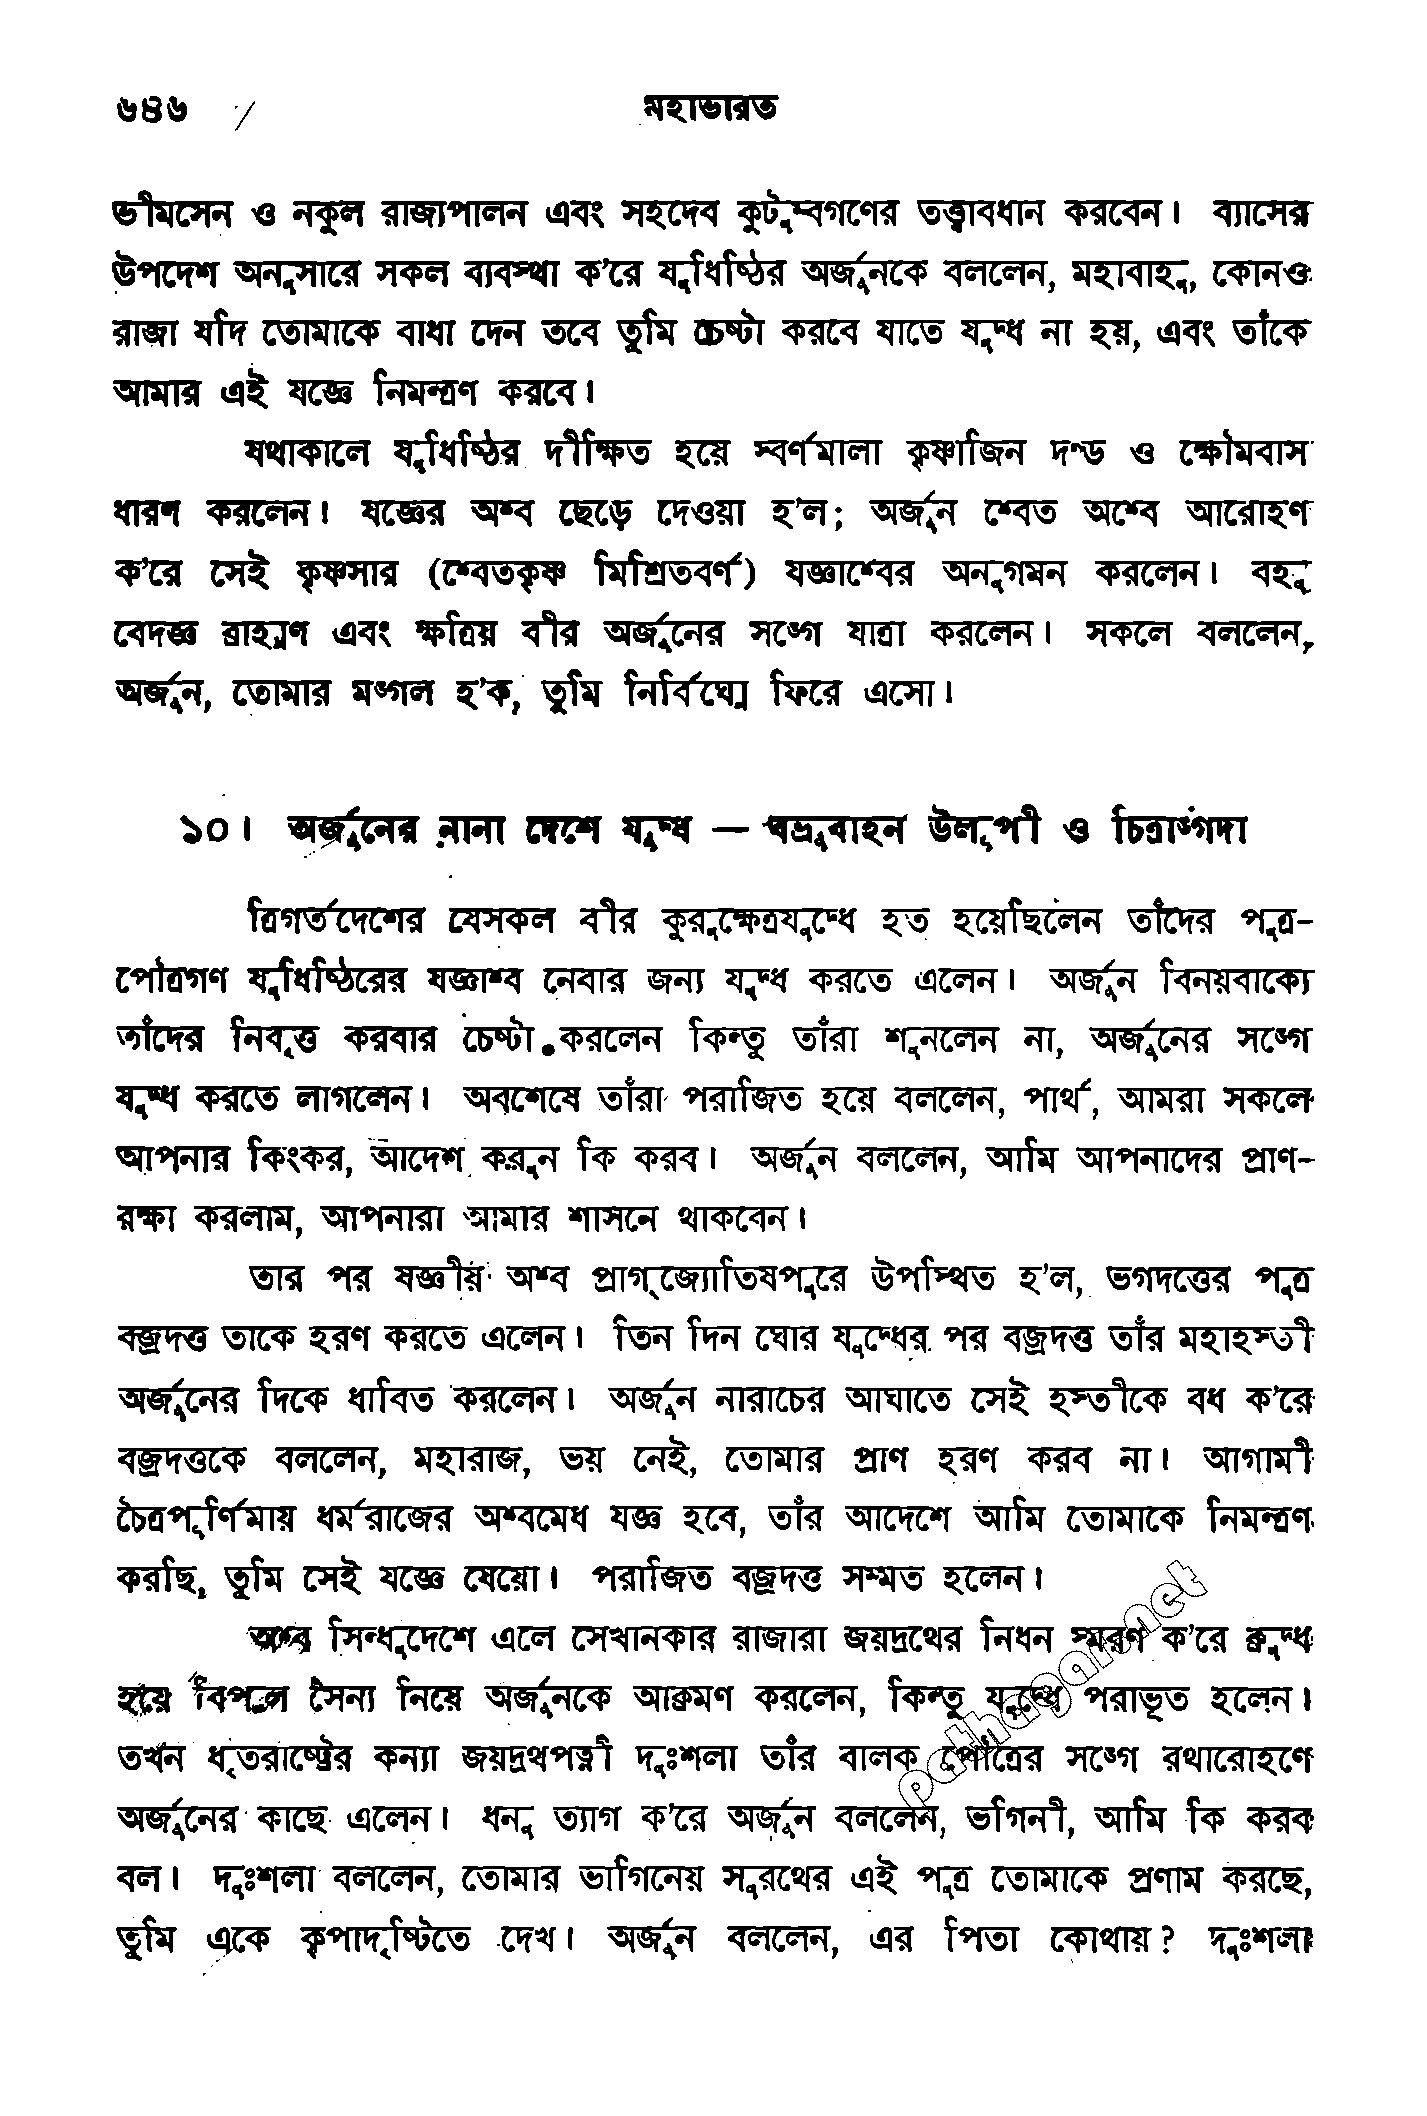 ৬৪৬ মহাভারত
ভীমসেন ও নকুল রাজ্যপালন এবং সহদেব কুটুম্বগণের তত্ত্বাবধান করবেন। ব্যাসের
উপদেশ অনুসারে সকল ব্যবস্থা ক'রে যুধিষ্ঠির অর্জুনকে বললেন, মহাবাহু, কোনও
রাজা যদি তোমাকে বাধা দেন তবে তুমি চেষ্টা করবে যাতে যুদ্ধ না হয়, এবং তাঁকে
আমার এই যজ্ঞে নিমন্ত্রণ করবে।
যথাকালে যুধিষ্ঠির দীক্ষিত হয়ে স্বর্ণমালা কৃষ্ণাজিন দণ্ড ও ক্ষৌমবাস
ধারণ করলেন। যজ্ঞের অশ্ব ছেড়ে দেওয়া হ'ল; অর্জুন শ্বেত অশ্বে আরোহণ
ক'রে সেই কৃষ্ণসার (শ্বেতকৃষ্ণ মিশ্রিতবর্ণ) যজ্ঞাশ্বের অনুগমন করলেন। বহু
বেদজ্ঞ ব্রাহ্মণ এবং ক্ষত্রিয় বীর অর্জুনের সঙ্গে যাত্রা করলেন। সকলে বললেন,
অর্জুন, তোমার মঙ্গল হ'ক, তুমি নির্বিঘ্নে ফিরে এসো।
১০। অর্জুনের নানা দেশে যুদ্ধ — বভ্রুবাহন উলূপী ও চিত্রাঙ্গদা
ত্রিগর্তদেশের যেসকল বীর কুরুক্ষেত্রযুদ্ধে হত হয়েছিলেন তাঁদের পুত্র-
পৌত্রগণ যুধিষ্ঠিরের যজ্ঞাশ্ব নেবার জন্য যুদ্ধ করতে এলেন। অর্জুন বিনয়বাক্যে
তাঁদের নিবৃত্ত করবার চেষ্টা করলেন কিন্তু তাঁরা শুনলেন না, অর্জুনের সঙ্গে
যুদ্ধ করতে লাগলেন। অবশেষে তাঁরা পরাজিত হয়ে বললেন, পার্থ, আমরা সকলে
আপনার কিংকর, আদেশ করুন কি করব। অর্জুন বললেন, আমি আপনাদের প্রাণ-
রক্ষা করলাম, আপনারা আমার শাসনে থাকবেন।
তার পর যজ্ঞীয় অশ্ব প্রাগ্‌জ্যোতিষপুরে উপস্থিত হ'ল, ভগদত্তের পুত্র
বজ্রদত্ত তাকে হরণ করতে এলেন। তিন দিন ঘোর যুদ্ধের পর বজ্রদত্ত তাঁর মহাহস্তী
অর্জুনের দিকে ধাবিত করলেন। অর্জুন নারাচের আঘাতে সেই হস্তীকে বধ ক'রে
বজ্রদত্তকে বললেন, মহারাজ, ভয় নেই, তোমার প্রাণ হরণ করব না। আগামী
চৈত্রপূর্ণিমায় ধর্মরাজের অশ্বমেধ যজ্ঞ হবে, তাঁর আদেশে আমি তোমাকে নিমন্ত্রণ
করছি, তুমি সেই যজ্ঞে যেয়ো। পরাজিত বজ্রদত্ত সম্মত হলেন।
অশ্ব সিন্ধুদেশে এলে সেখানকার রাজারা জয়দ্রথের নিধন স্মরণ ক'রে ক্রুদ্ধ
হয়ে বিপুল সৈন্য নিয়ে অর্জুনকে আক্রমণ করলেন, কিন্তু যুদ্ধে পরাভূত হলেন।
তখন ধৃতরাষ্ট্রের কন্যা জয়দ্রথপত্নী দুঃশলা তাঁর বালক পৌত্রের সঙ্গে রথারোহণে
অর্জুনের কাছে এলেন। ধনু ত্যাগ ক'রে অর্জুন বললেন, ভগিনী, আমি কি করব
বল। দুঃশলা বললেন, তোমার ভাগিনেয় সুরথের এই পুত্র তোমাকে প্রণাম করছে,
তুমি একে কৃপাদৃষ্টিতে দেখ। অর্জুন বললেন, এর পিতা কোথায়? দুঃশলা
pathagar.net